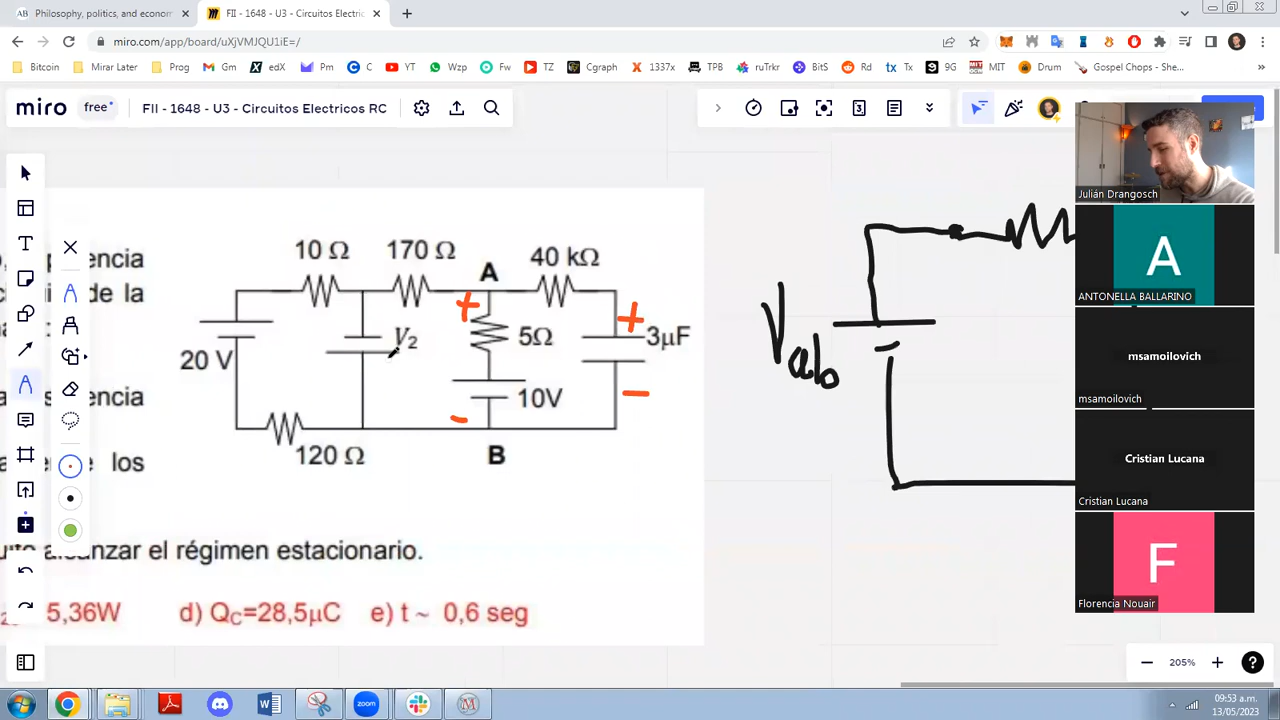 Philosophy, politics, and econom
FII - 1648 - U3 - Circuitos Electric
miro.com/app/board/uXjVMJQU1iE=/
Bitcoin
Mirar Later
Prog
Gm
edX
Pm
C
YT
Wzp
Fw
TZ
Cgraph
1337x
TPB
ruTrkr
BitS
Rd
Tx
9G
MIT
Drum
Gospel Chops - She...
miro
free
FII - 1648 - U3 - Circuitos Electricos RC
Julián Drangosch
A
ANTONELLA BALLARINO
msamoilovich
msamoilovich
Cristian Lucana
Cristian Lucana
F
Florencia Nouair
de la
los
10 Ω
170 Ω
A
40 kΩ
+
+
20 V
V2
5Ω
3μF
10V
-
-
120 Ω
B
Vab
alcanzar el régimen estacionario.
5,36W
d) QC=28,5μC
e) t ~ 0,6 seg
205%
09:53 a.m.
13/05/2023